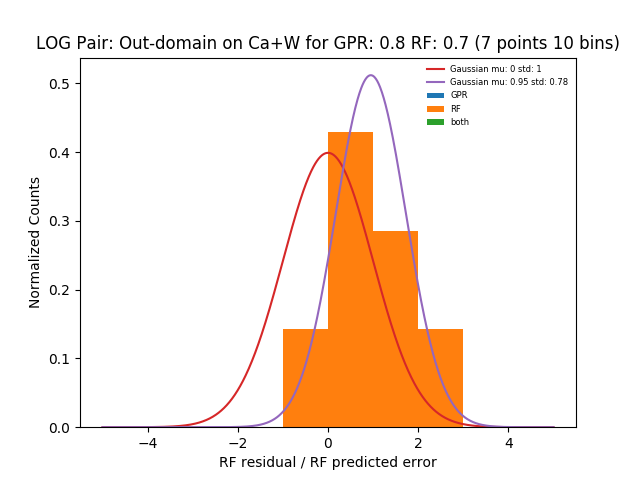 LOG Pair: Out-domain on Ca+W for GPR: 0.8 RF: 0.7 (7 points 10 bins)
Gaussian mu: 0 std: 1
Gaussian mu: 0.95 std: 0.78
GPR
RF
both
Normalized Counts
0.5
0.4
0.3
0.2
0.1
0.0
−4 −2 0 2 4
RF residual / RF predicted error